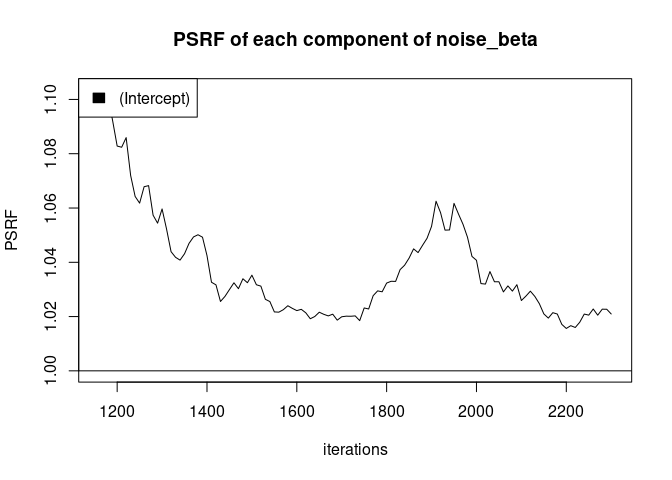 PSRF of each component of noise_beta
(Intercept)
PSRF
1.10
1.08
1.06
1.04
1.02
1.00
1200 1400 1600 1800 2000 2200
iterations